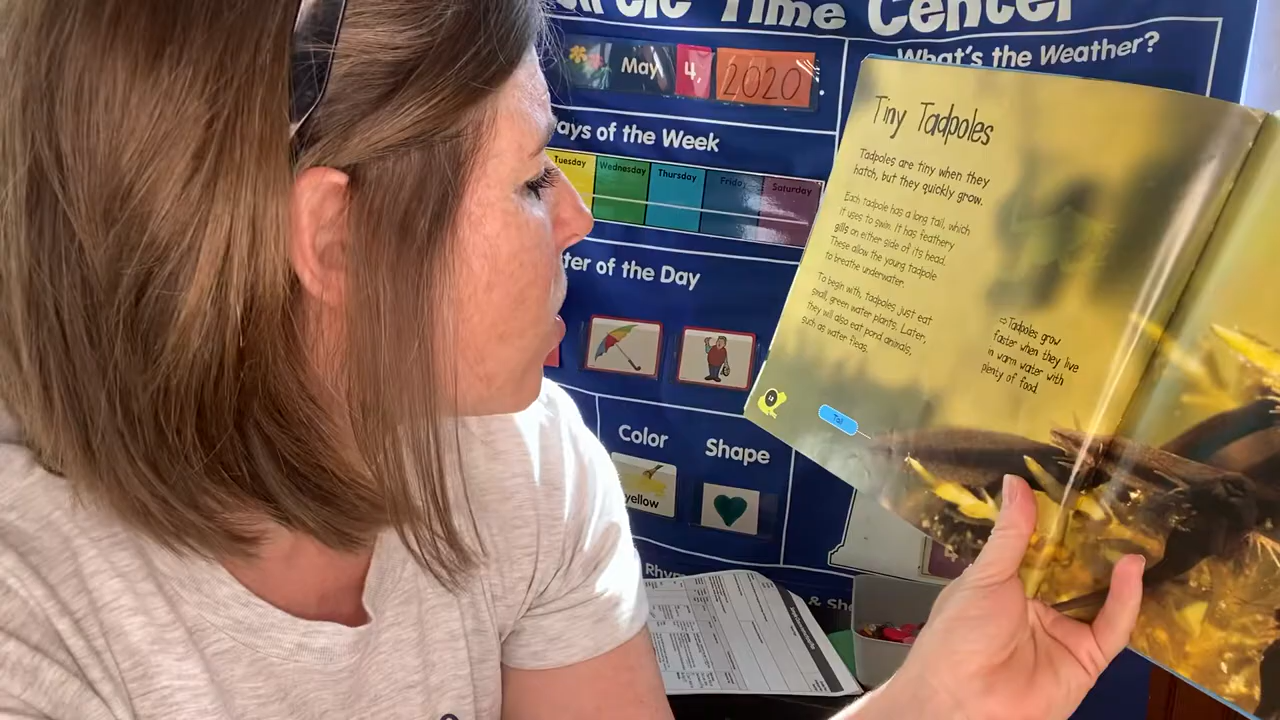 Time Center
What's the Weather?
May 4, 2020
Days of the Week
Tuesday Wednesday Thursday Friday Saturday
of the Day
Color Shape
yellow
& Sh
Tiny Tadpoles
Tadpoles are tiny when they
hatch, but they quickly grow.
Each tadpole has a long tail, which
it uses to swim. It has feathery
gills on either side of its head.
These allow the young tadpole
to breathe underwater.
To begin with, tadpoles just eat
small, green water plants. Later,
they will also eat pond animals,
such as water fleas.
⇨Tadpoles grow
faster when they live
in warm water with
plenty of food.
Tail